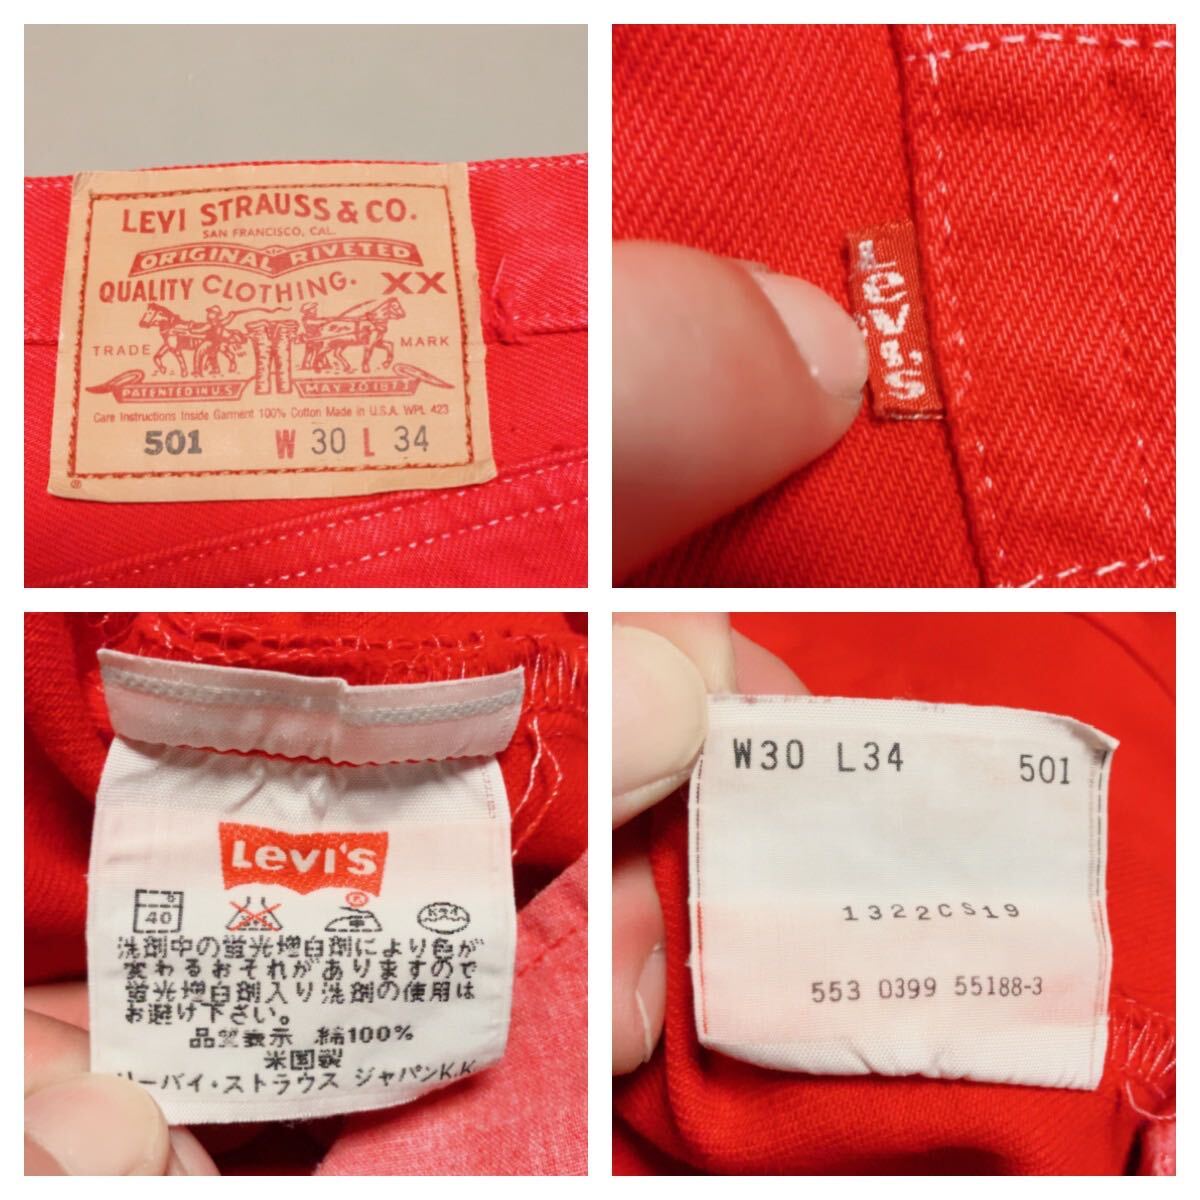 LEVI STRAUSS & CO.
SAN FRANCISCO, CAL.
ORIGINAL RIVETED
QUALITY CLOTHING. XX
TRADE MARK
PATENTED IN U.S. MAY 20 1873
Care Instructions Inside Garment 100% Cotton Made in U.S.A. WPL 423
501 W 30 L 34
®
Levi's
Levi's
40
洗剤中の蛍光増白剤により色が
変わるおそれがありますので
蛍光増白剤入り洗剤の使用は
お避け下さい。
品質表示 綿100%
米国製
リーバイ・ストラウス ジャパンK.K.
W30 L34 501
1322CS19
553 0399 55188-3